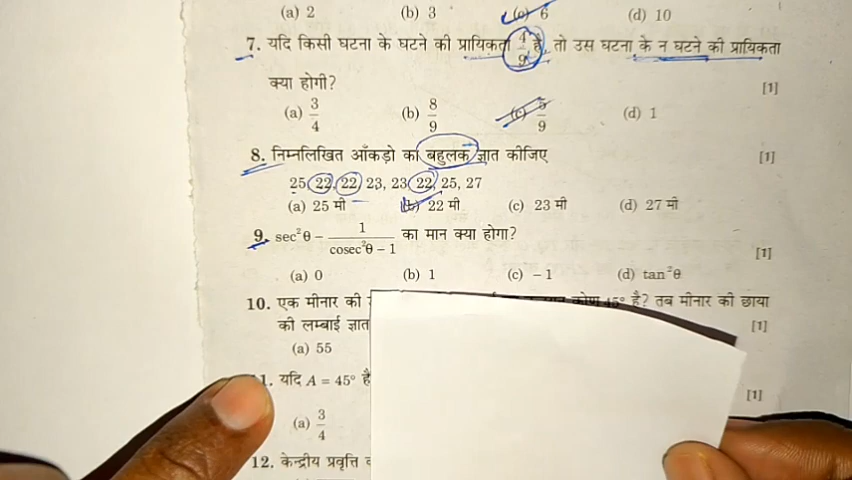 (a) 2 (b) 3 (c) 6 (d) 10
7. यदि किसी घटना के घटने की प्रायिकता 4/9 है, तो उस घटना के न घटने की प्रायिकता
क्या होगी? [1]
(a) 3/4 (b) 8/9 (c) 5/9 (d) 1
8. निम्नलिखित आँकड़ो का बहुलक ज्ञात कीजिए [1]
25 22, 22, 23, 23, 22, 25, 27
(a) 25 मी (b) 22 मी (c) 23 मी (d) 27 मी
9. sec²θ – 1/(cosec²θ – 1) का मान क्या होगा? [1]
(a) 0 (b) 1 (c) – 1 (d) tan²θ
10. एक मीनार की कोण 45° है? तब मीनार की छाया
की लम्बाई ज्ञात [1]
(a) 55
1. यदि A = 45° है [1]
(a) 3/4
12. केन्द्रीय प्रवृत्ति